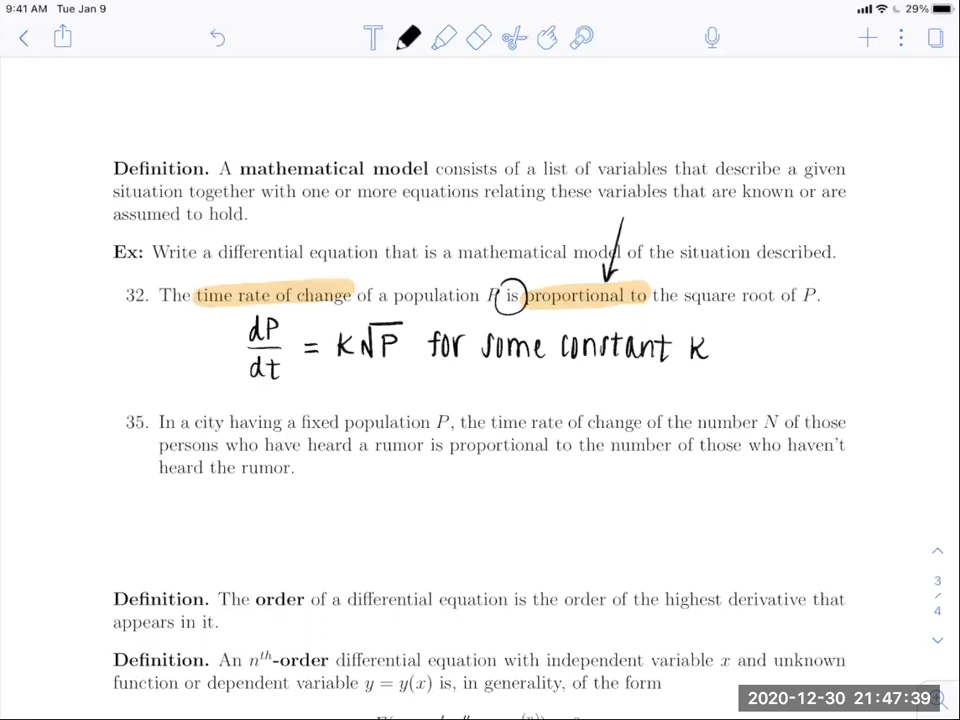 9:41 AM Tue Jan 9
29%
Definition. A mathematical model consists of a list of variables that describe a given
situation together with one or more equations relating these variables that are known or are
assumed to hold.
Ex: Write a differential equation that is a mathematical model of the situation described.
32. The time rate of change of a population P is proportional to the square root of P.
dP/dt = k√P for some constant k
35. In a city having a fixed population P, the time rate of change of the number N of those
persons who have heard a rumor is proportional to the number of those who haven't
heard the rumor.
3
/
4
Definition. The order of a differential equation is the order of the highest derivative that
appears in it.
Definition. An nth-order differential equation with independent variable x and unknown
function or dependent variable y = y(x) is, in generality, of the form
2020-12-30 21:47:39